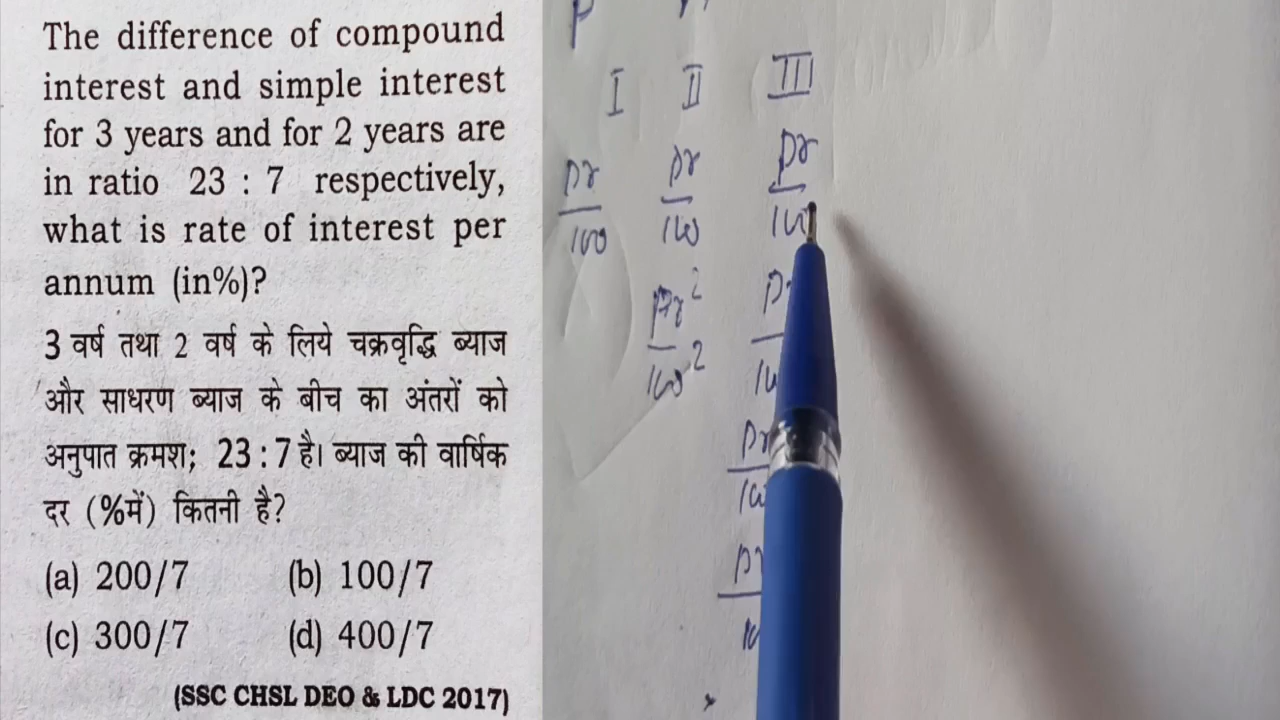 The difference of compound
interest and simple interest
for 3 years and for 2 years are
in ratio 23 : 7 respectively,
what is rate of interest per
annum (in%)?
3 वर्ष तथा 2 वर्ष के लिये चक्रवृद्धि ब्याज
और साधरण ब्याज के बीच का अंतरों को
अनुपात क्रमश; 23 : 7 है। ब्याज की वार्षिक
दर (%में) कितनी है?
(a) 200/7 (b) 100/7
(c) 300/7 (d) 400/7
(SSC CHSL DEO & LDC 2017)
P
I II III
pr pr pr
100 100 100
pr²
100²